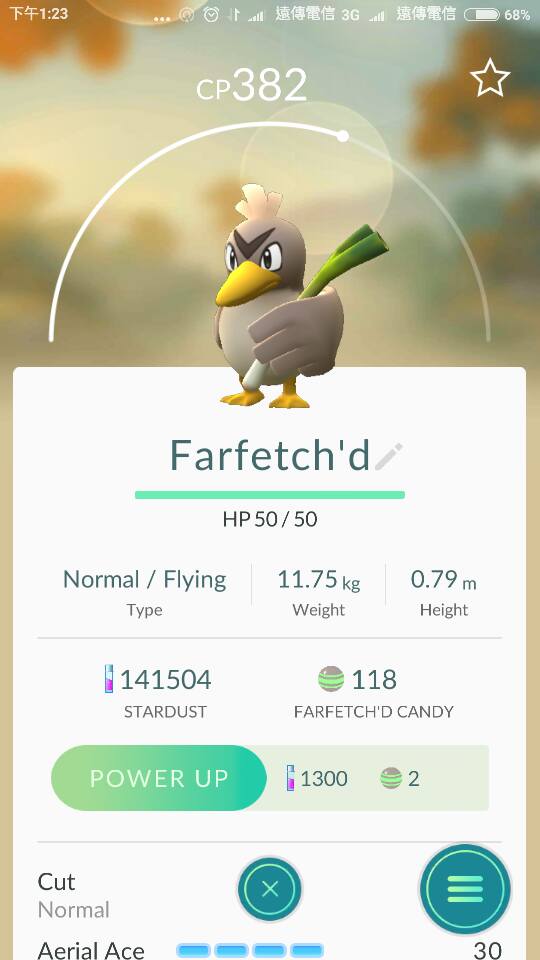 下午1:23 ... 遠傳電信 3G 遠傳電信 68%
CP382
Farfetch'd
HP 50 / 50
Normal / Flying 11.75 kg 0.79 m
Type Weight Height
141504 118
STARDUST FARFETCH'D CANDY
POWER UP 1300 2
Cut
Normal
Aerial Ace 30